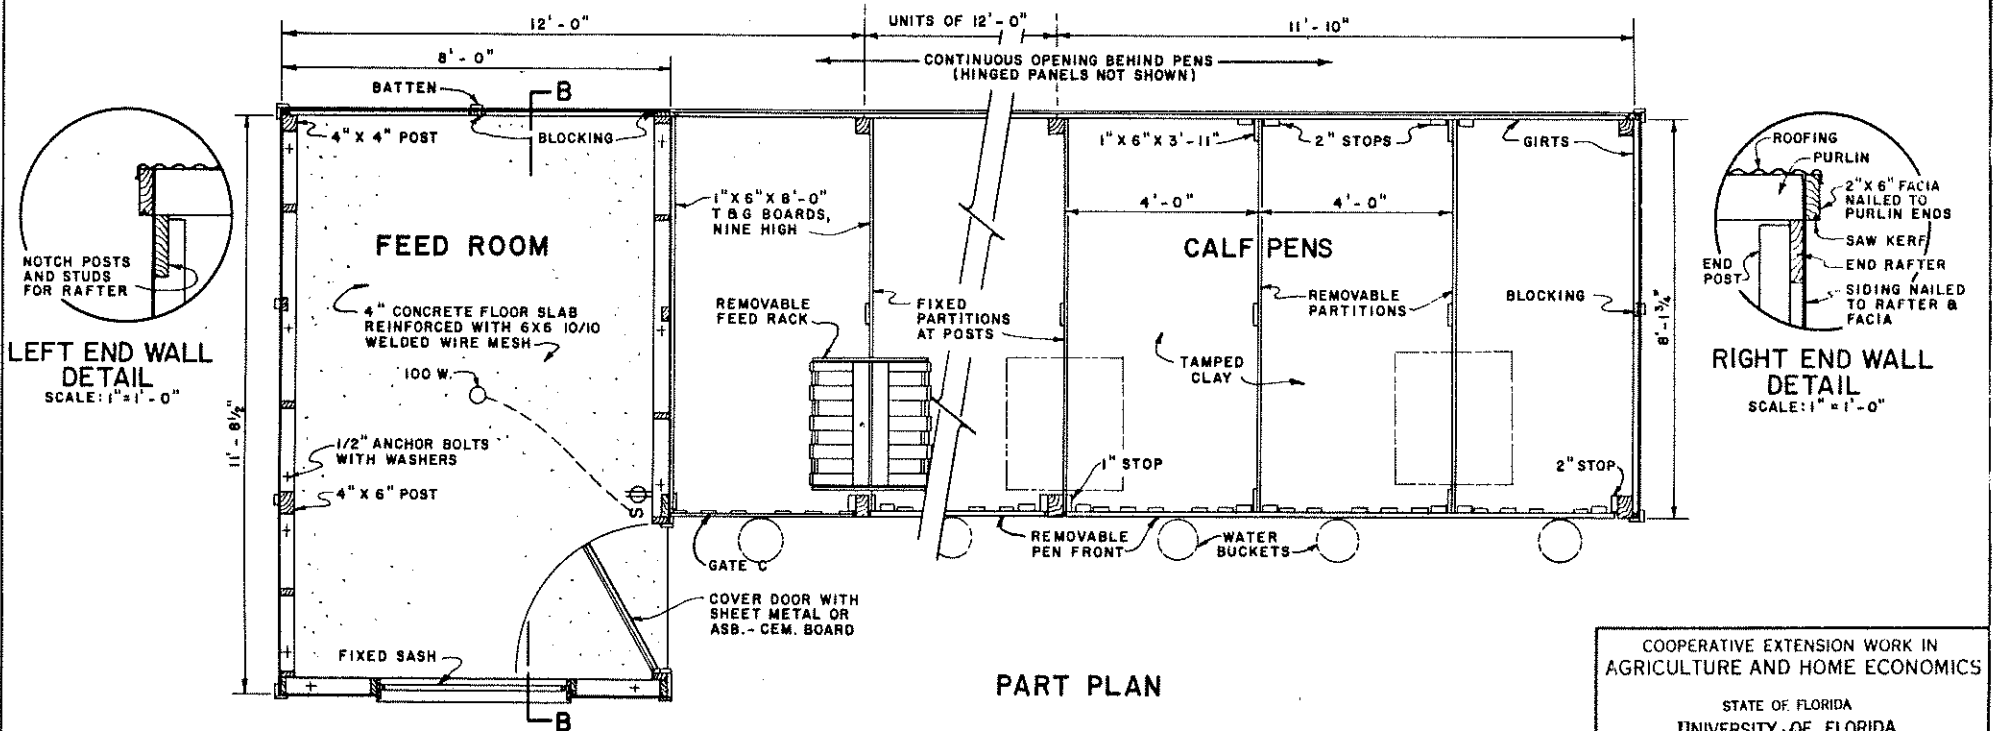 12'-0"
UNITS OF 12'-0"
11'-10"
8'-0"
CONTINUOUS OPENING BEHIND PENS
(HINGED PANELS NOT SHOWN)
BATTEN
B
4" X 4" POST
BLOCKING
1" X 6" X 3'-11"
2" STOPS
GIRTS
ROOFING
PURLIN
2" X 6" FACIA
NAILED TO
PURLIN ENDS
SAW KERF
END RAFTER
END
POST
SIDING NAILED
TO RAFTER &
FACIA
RIGHT END WALL
DETAIL
SCALE: 1" = 1'-0"
NOTCH POSTS
AND STUDS
FOR RAFTER
LEFT END WALL
DETAIL
SCALE: 1" = 1'-0"
1" X 6" X 8'-0"
T & G BOARDS,
NINE HIGH
4'-0"
4'-0"
FEED ROOM
CALF PENS
4" CONCRETE FLOOR SLAB
REINFORCED WITH 6X6 10/10
WELDED WIRE MESH
REMOVABLE
FEED RACK
FIXED
PARTITIONS
AT POSTS
REMOVABLE
PARTITIONS
BLOCKING
8'-1 3/4"
TAMPED
CLAY
100 W.
11'-8 1/2"
1/2" ANCHOR BOLTS
WITH WASHERS
4" X 6" POST
S
1" STOP
2" STOP
GATE C
REMOVABLE
PEN FRONT
WATER
BUCKETS
COVER DOOR WITH
SHEET METAL OR
ASB.- CEM. BOARD
FIXED SASH
B
PART PLAN
COOPERATIVE EXTENSION WORK IN
AGRICULTURE AND HOME ECONOMICS
STATE OF FLORIDA
UNIVERSITY OF FLORIDA